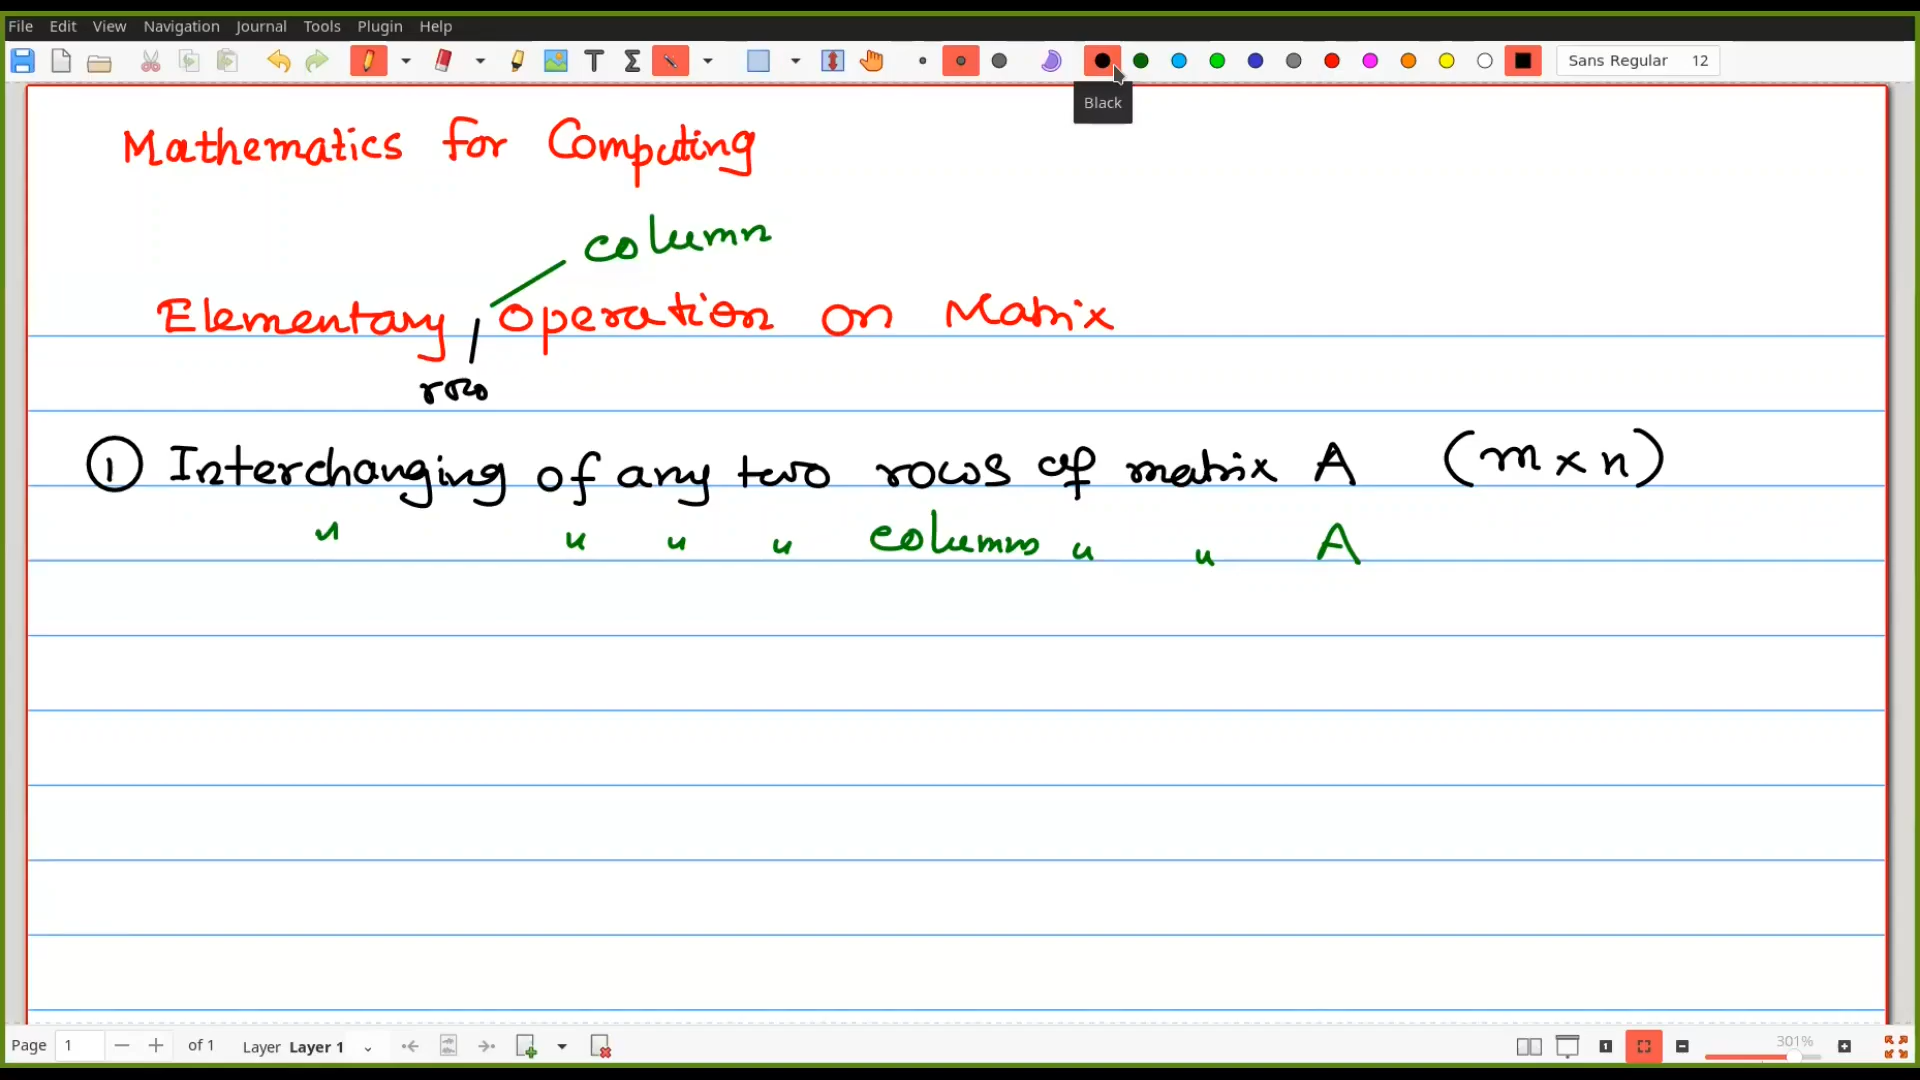 File Edit View Navigation Journal Tools Plugin Help
Sans Regular 12
Black
Mathematics for Computing
column
Elementary operation on Matrix
row
① Interchanging of any two rows of matrix A (m × n)
" " " " columns " " A
Page 1 of 1 Layer Layer 1 301%